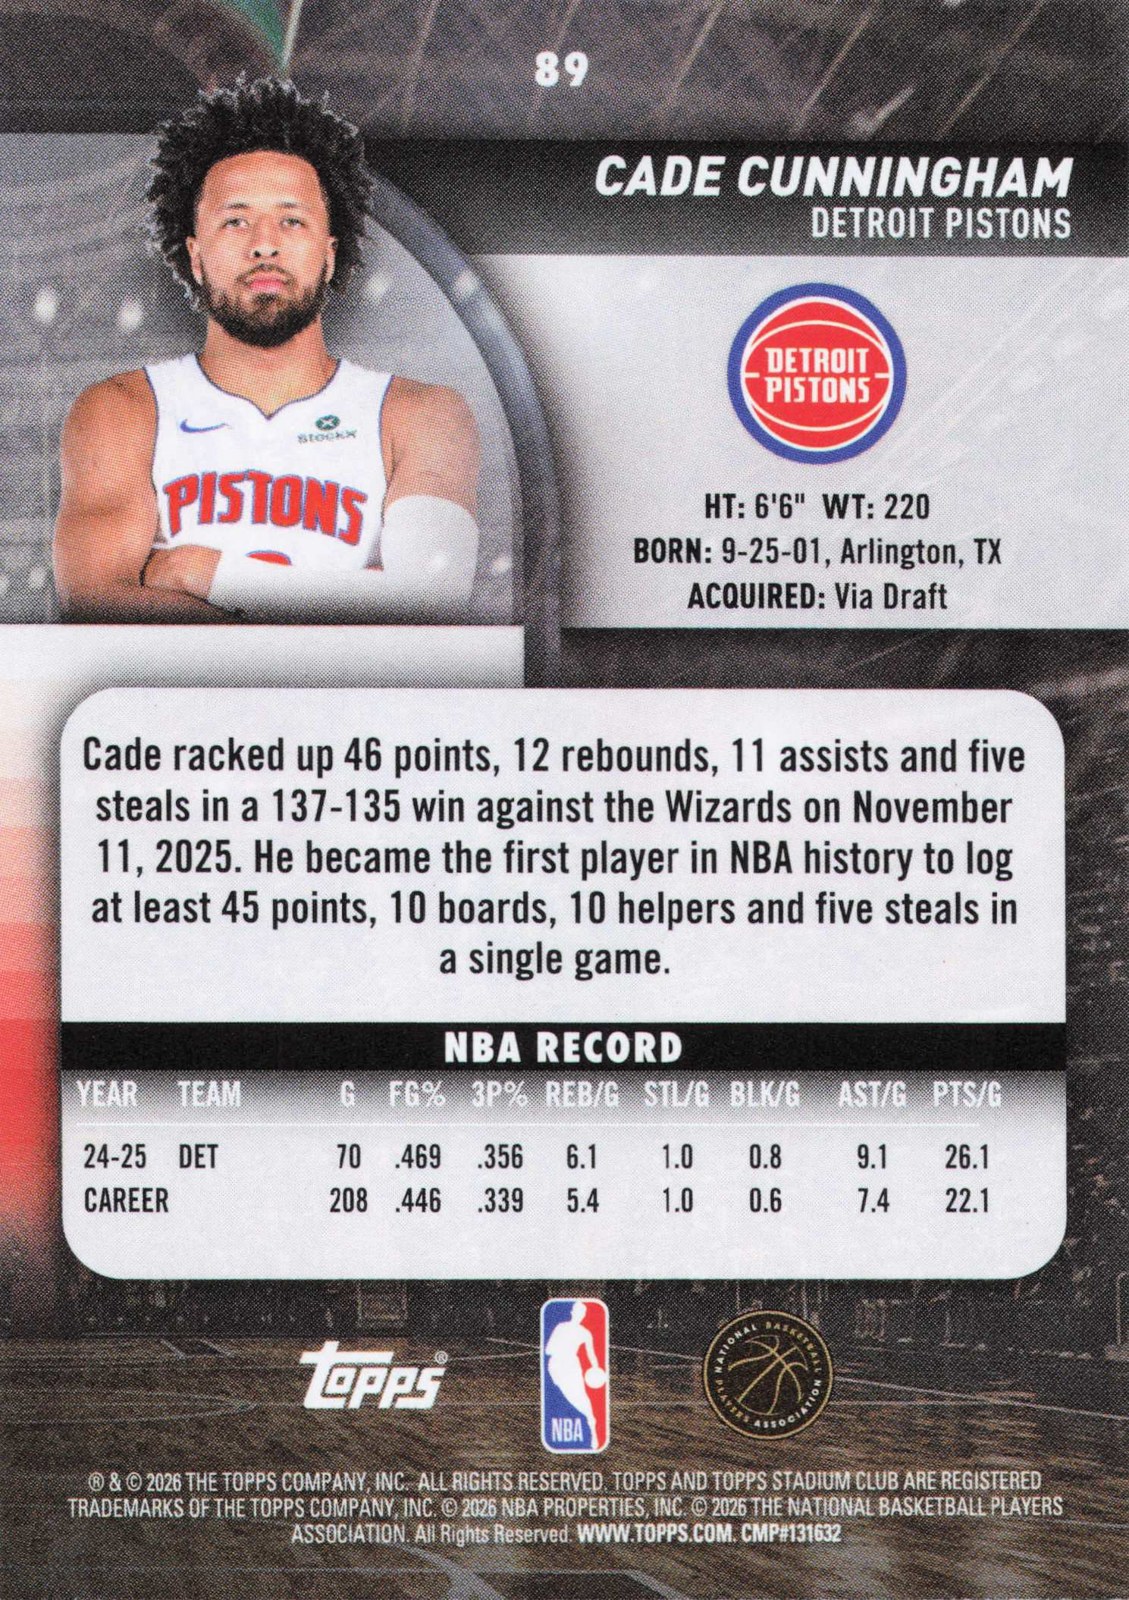 89
CADE CUNNINGHAM
DETROIT PISTONS
DETROIT
PISTONS
StockX
PISTONS
HT: 6'6" WT: 220
BORN: 9-25-01, Arlington, TX
ACQUIRED: Via Draft
Cade racked up 46 points, 12 rebounds, 11 assists and five
steals in a 137-135 win against the Wizards on November
11, 2025. He became the first player in NBA history to log
at least 45 points, 10 boards, 10 helpers and five steals in
a single game.
NBA RECORD
YEAR TEAM G FG% 3P% REB/G STL/G BLK/G AST/G PTS/G
24-25 DET 70 .469 .356 6.1 1.0 0.8 9.1 26.1
CAREER 208 .446 .339 5.4 1.0 0.6 7.4 22.1
topps®
NBA
NATIONAL BASKETBALL PLAYERS ASSOCIATION
® & © 2026 THE TOPPS COMPANY, INC. ALL RIGHTS RESERVED. TOPPS AND TOPPS STADIUM CLUB ARE REGISTERED
TRADEMARKS OF THE TOPPS COMPANY, INC. © 2026 NBA PROPERTIES, INC. © 2026 THE NATIONAL BASKETBALL PLAYERS
ASSOCIATION. All Rights Reserved. WWW.TOPPS.COM. CMP#131632